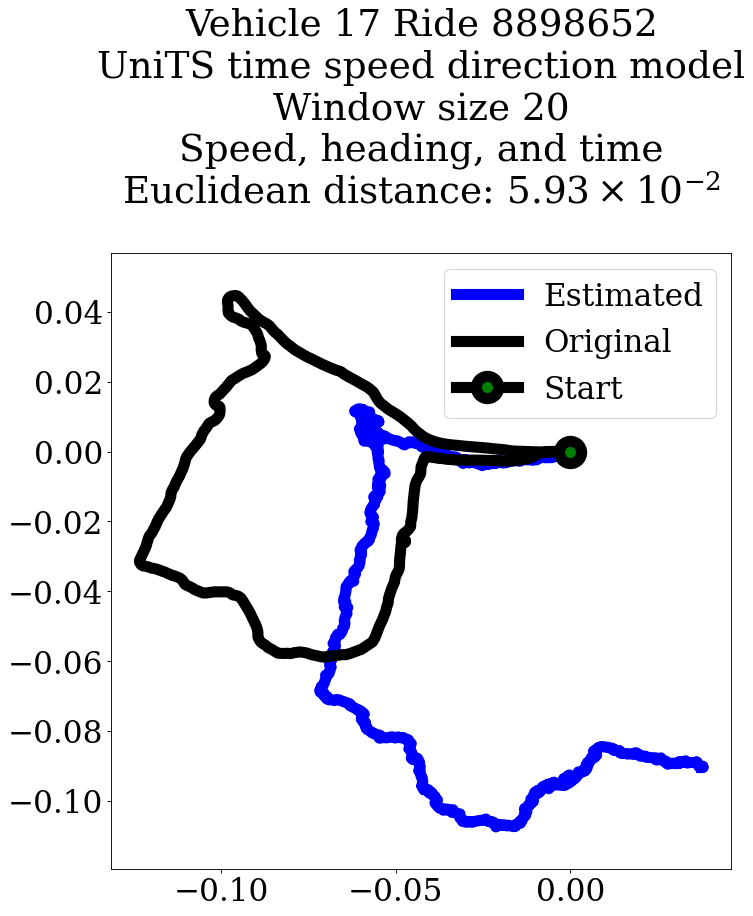 Vehicle 17 Ride 8898652
UniTS time speed direction model
Window size 20
Speed, heading, and time
Euclidean distance: 5.93 × 10⁻²
Estimated
Original
Start
0.04
0.02
0.00
−0.02
−0.04
−0.06
−0.08
−0.10
−0.10
−0.05
0.00